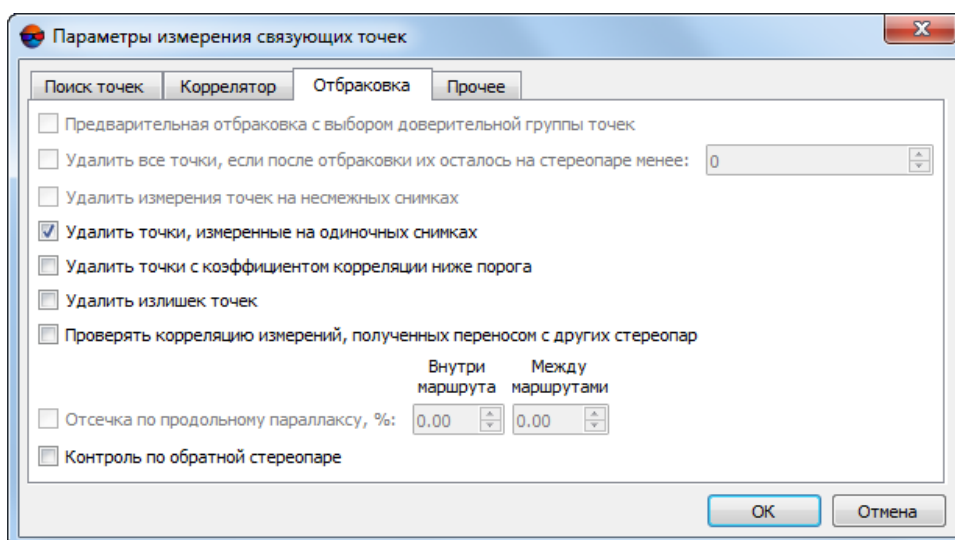 Параметры измерения связующих точек
Поиск точек Коррелятор Отбраковка Прочее
Предварительная отбраковка с выбором доверительной группы точек
Удалить все точки, если после отбраковки их осталось на стереопаре менее: 0
Удалить измерения точек на несмежных снимках
Удалить точки, измеренные на одиночных снимках
Удалить точки с коэффициентом корреляции ниже порога
Удалить излишек точек
Проверять корреляцию измерений, полученных переносом с других стереопар
Внутри Между
маршрута маршрутами
Отсечка по продольному параллаксу, %: 0.00 0.00
Контроль по обратной стереопаре
ОК Отмена